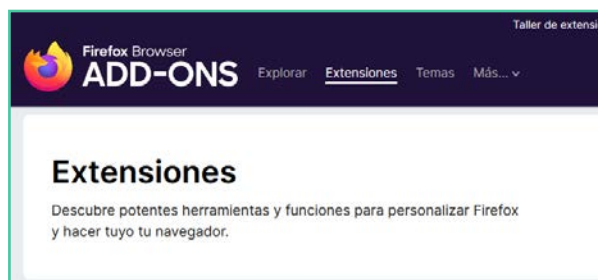 Taller de extensi
Firefox Browser
ADD-ONS
Explorar Extensiones Temas Más...
Extensiones
Descubre potentes herramientas y funciones para personalizar Firefox
y hacer tuyo tu navegador.